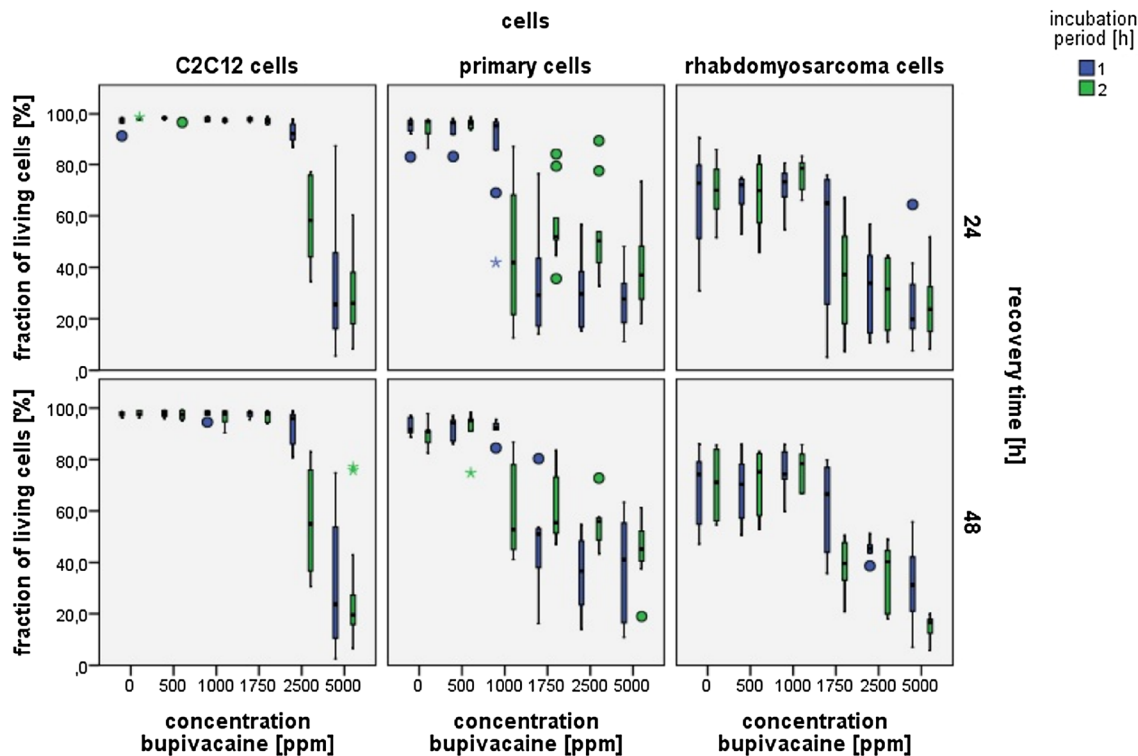 cells
incubation
period [h]
1
2
C2C12 cells
primary cells
rhabdomyosarcoma cells
fraction of living cells [%]
100,0
80,0
60,0
40,0
20,0
,0
24
fraction of living cells [%]
100,0
80,0
60,0
40,0
20,0
,0
48
recovery time [h]
0 500 1000 1750 2500 5000
0 500 1000 1750 2500 5000
0 500 1000 1750 2500 5000
concentration
bupivacaine [ppm]
concentration
bupivacaine [ppm]
concentration
bupivacaine [ppm]